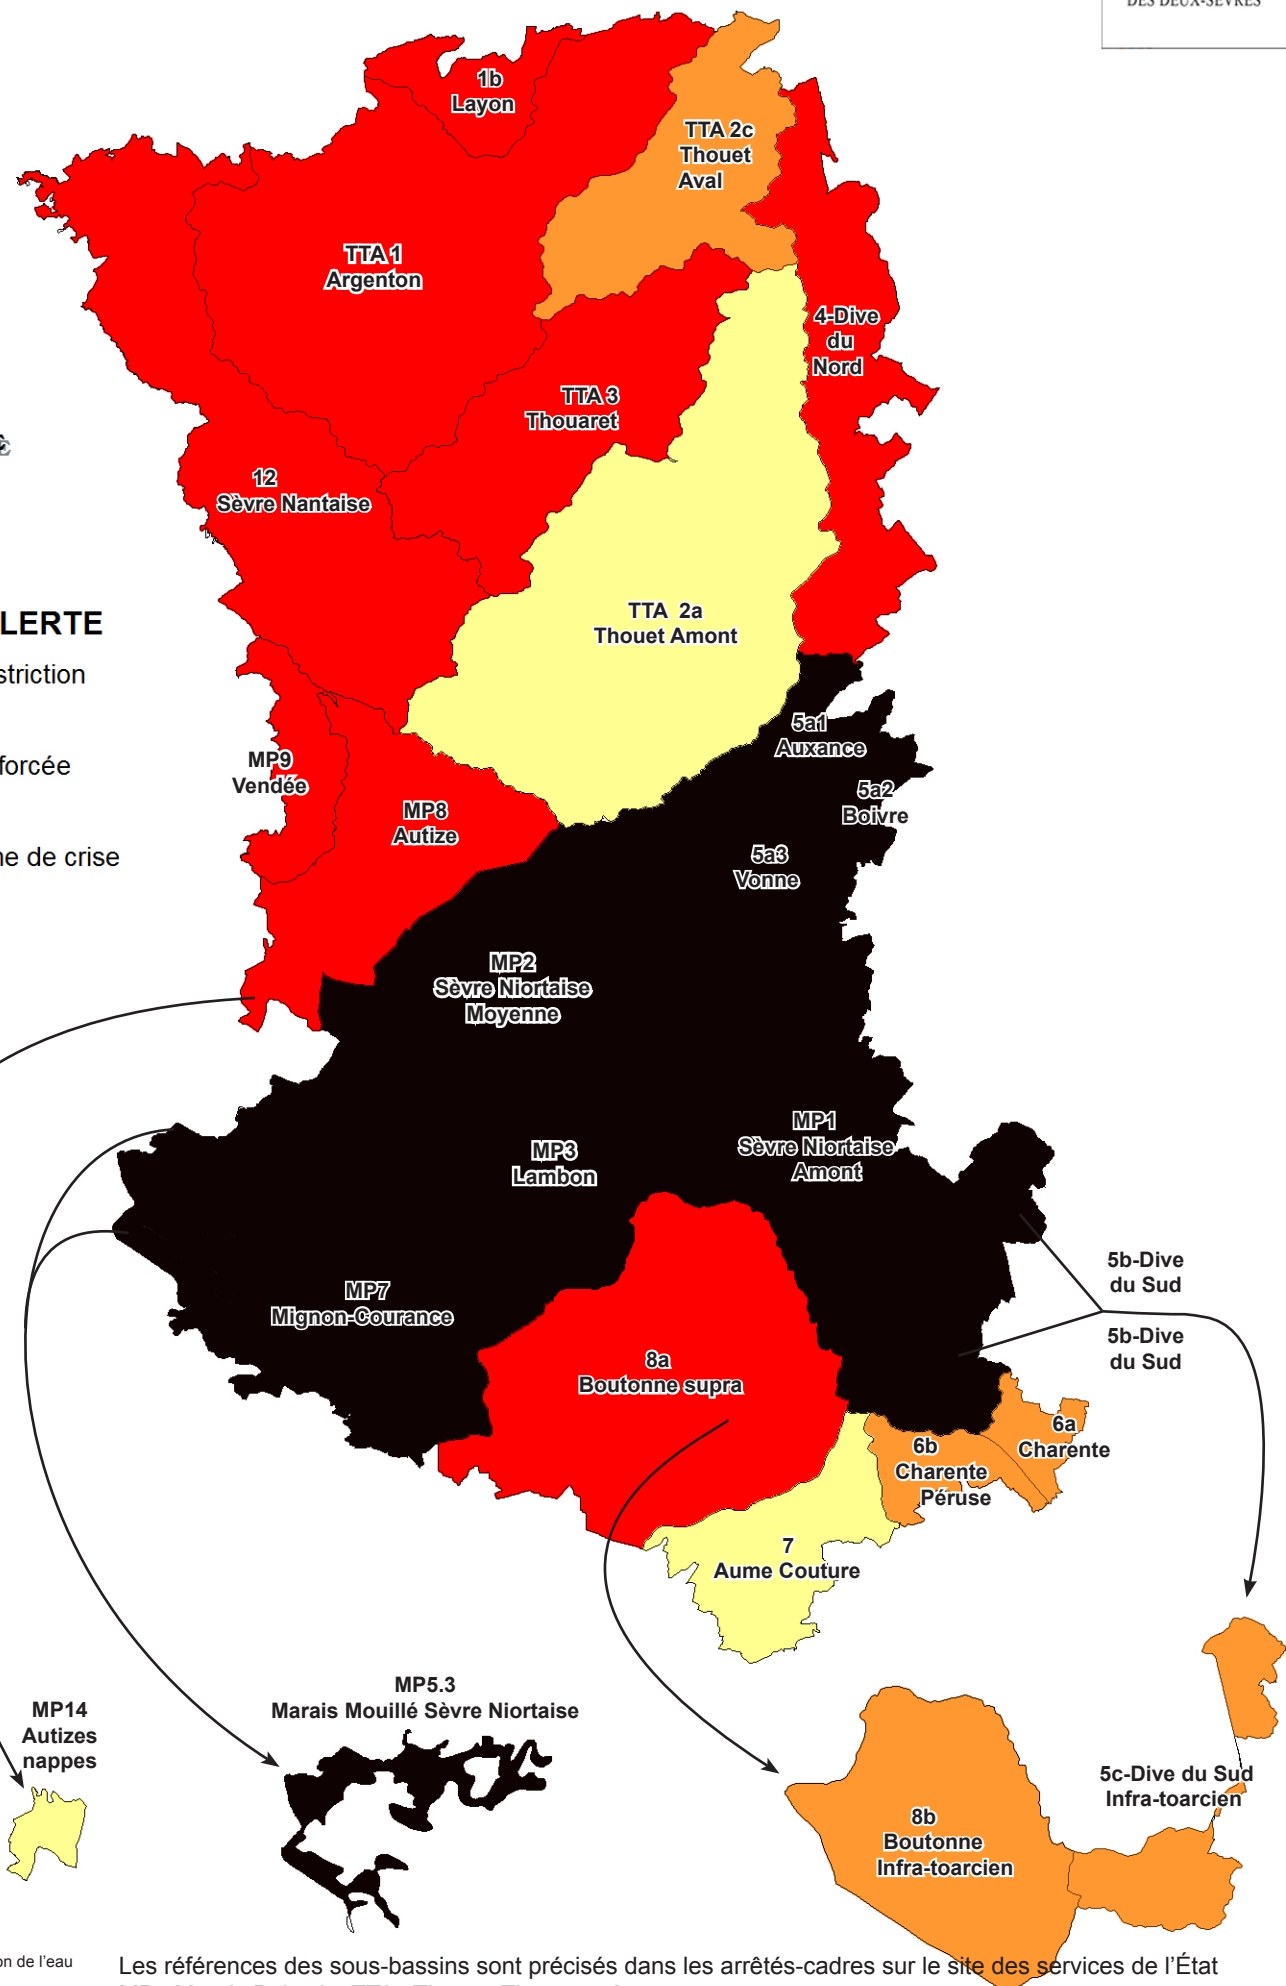 DES DEUX-SÈVRES
1b
Layon
TTA 2c
Thouet
Aval
TTA 1
Argenton
4-Dive
du
Nord
TTA 3
Thouaret
12
Sèvre Nantaise
LERTE
striction
forcée
ne de crise
TTA 2a
Thouet Amont
5a1
Auxance
MP9
Vendée
5a2
Boivre
MP8
Autize
5a3
Vonne
MP2
Sèvre Niortaise
Moyenne
MP1
Sèvre Niortaise
Amont
MP3
Lambon
5b-Dive
du Sud
MP7
Mignon-Courance
5b-Dive
du Sud
8a
Boutonne supra
6a
Charente
6b
Charente
Péruse
7
Aume Couture
MP5.3
Marais Mouillé Sèvre Niortaise
MP14
Autizes
nappes
5c-Dive du Sud
Infra-toarcien
8b
Boutonne
Infra-toarcien
on de l'eau
Les références des sous-bassins sont précisés dans les arrêtés-cadres sur le site des services de l'État